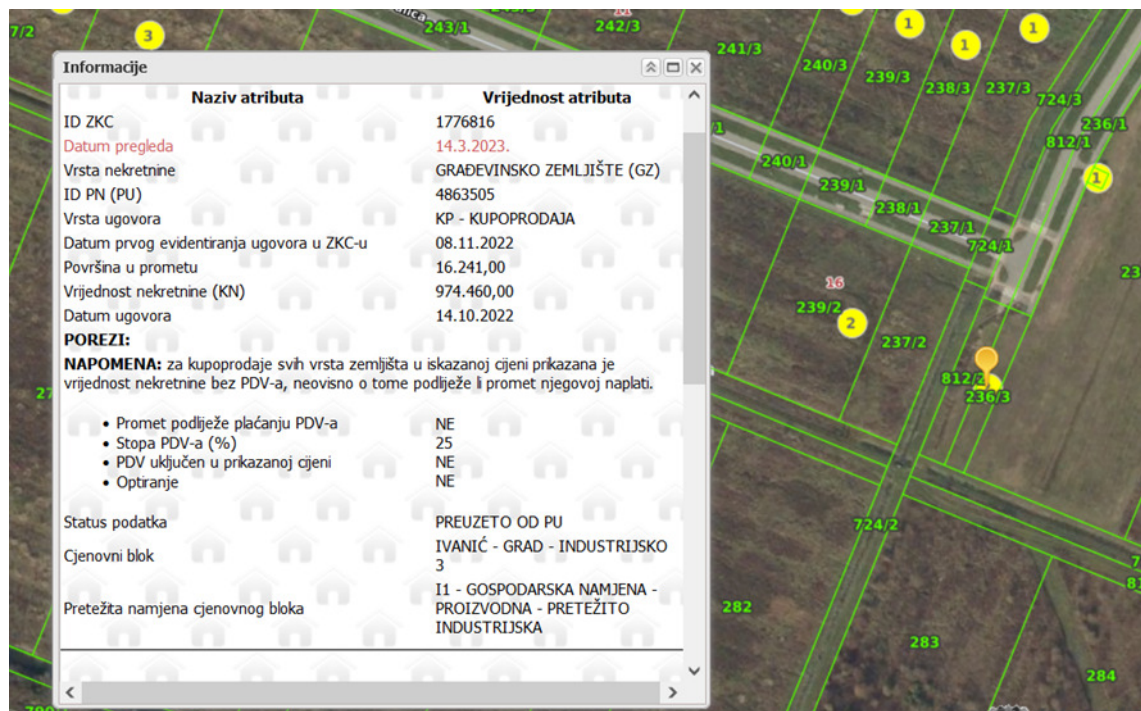 Informacije
Naziv atributa Vrijednost atributa
ID ZKC 1776816
Datum pregleda 14.3.2023.
Vrsta nekretnine GRAĐEVINSKO ZEMLJIŠTE (GZ)
ID PN (PU) 4863505
Vrsta ugovora KP - KUPOPRODAJA
Datum prvog evidentiranja ugovora u ZKC-u 08.11.2022
Površina u prometu 16.241,00
Vrijednost nekretnine (KN) 974.460,00
Datum ugovora 14.10.2022
POREZI:
NAPOMENA: za kupoprodaje svih vrsta zemljišta u iskazanoj cijeni prikazana je
vrijednost nekretnine bez PDV-a, neovisno o tome podliježe li promet njegovoj naplati.
• Promet podliježe plaćanju PDV-a NE
• Stopa PDV-a (%) 25
• PDV uključen u prikazanoj cijeni NE
• Optiranje NE
Status podatka PREUZETO OD PU
Cjenovni blok IVANIĆ - GRAD - INDUSTRIJSKO
3
Pretežita namjena cjenovnog bloka I1 - GOSPODARSKA NAMJENA -
PROIZVODNA - PRETEŽITO
INDUSTRIJSKA
3
243/1
242/3
241/3
240/3
239/3
238/3
237/3
724/3
236/1
812/1
1
1
1
1
240/1
239/1
238/1
237/1
724/1
16
239/2
2
237/2
812/2
236/3
724/2
282
283
284